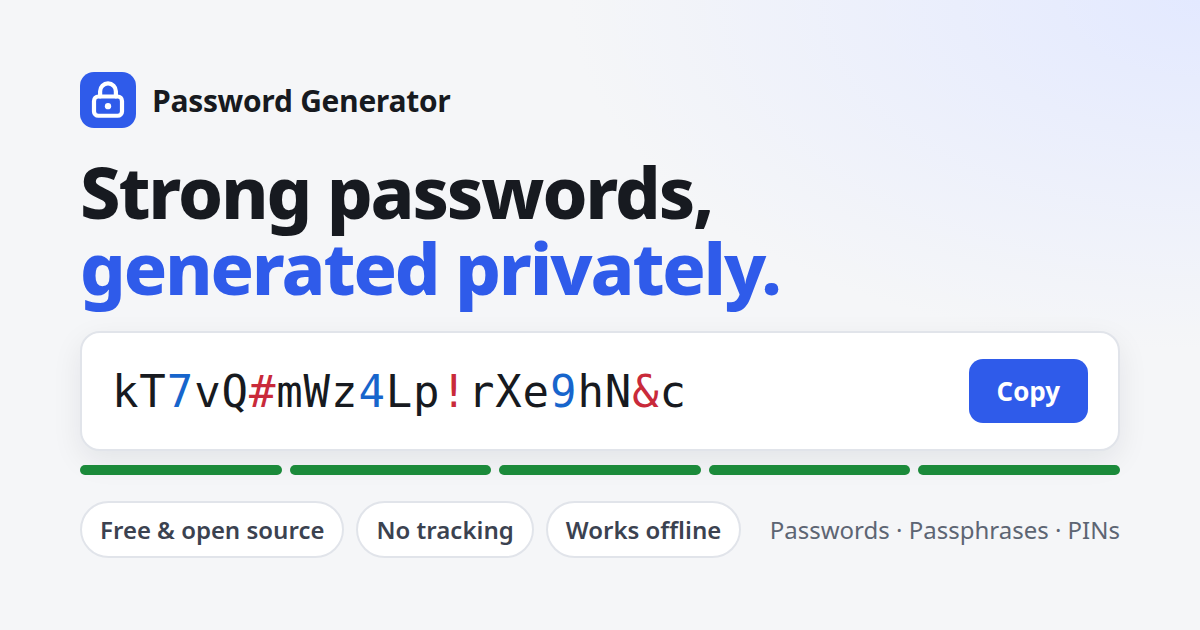 Password Generator
Strong passwords,
generated privately.
kT7vQ#mWz4Lp!rXe9hN&c
Copy
Free & open source
No tracking
Works offline
Passwords · Passphrases · PINs